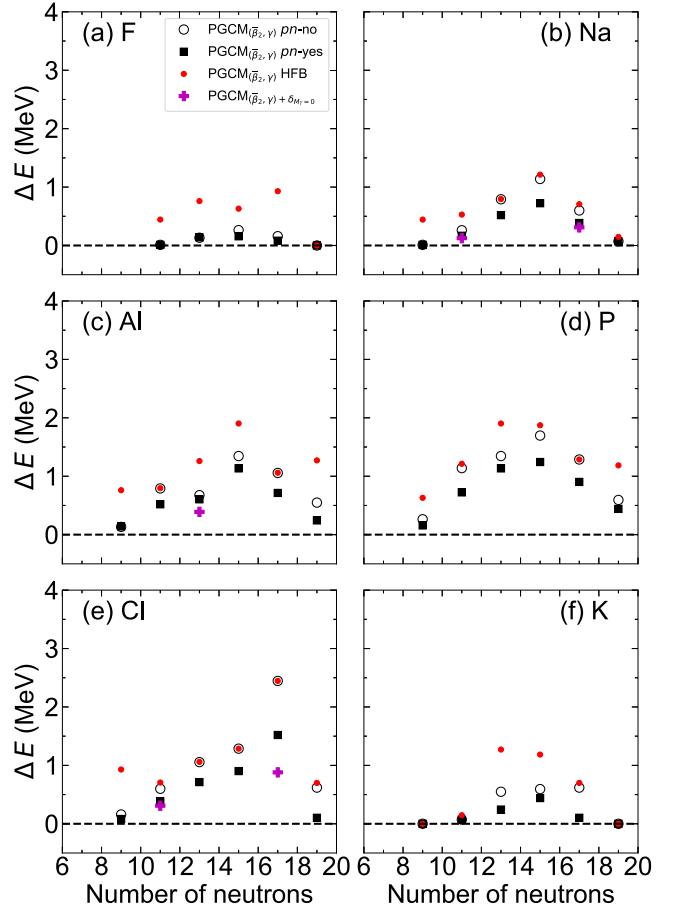 (a) F
PGCM(β̄₂, γ) pn-no
PGCM(β̄₂, γ) pn-yes
PGCM(β̄₂, γ) HFB
PGCM(β̄₂, γ) + δ_{M_T=0}
(b) Na
ΔE (MeV)
4
3
2
1
0
(c) Al
(d) P
ΔE (MeV)
4
3
2
1
0
(e) Cl
(f) K
ΔE (MeV)
4
3
2
1
0
6 8 10 12 14 16 18 20
6 8 10 12 14 16 18 20
Number of neutrons
Number of neutrons